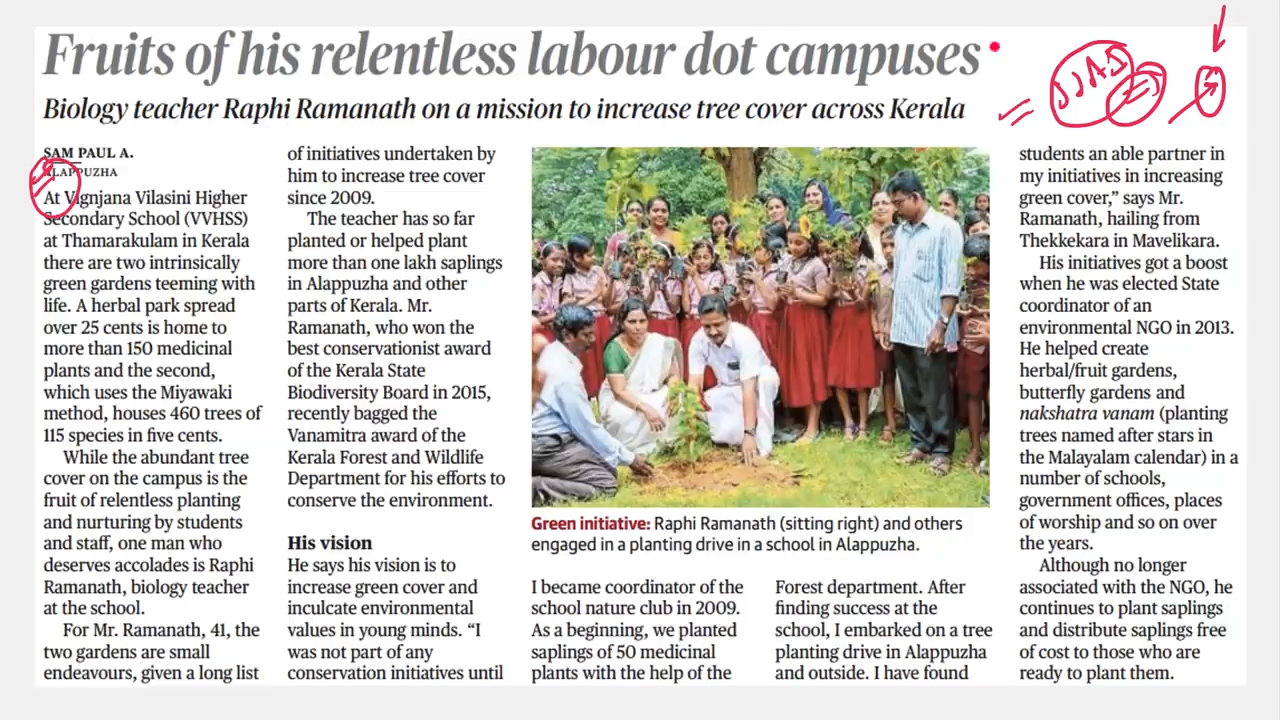 Fruits of his relentless labour dot campuses
Biology teacher Raphi Ramanath on a mission to increase tree cover across Kerala
SAM PAUL A.
ALAPPUZHA
At Vignjana Vilasini Higher
Secondary School (VVHSS)
at Thamarakulam in Kerala
there are two intrinsically
green gardens teeming with
life. A herbal park spread
over 25 cents is home to
more than 150 medicinal
plants and the second,
which uses the Miyawaki
method, houses 460 trees of
115 species in five cents.
While the abundant tree
cover on the campus is the
fruit of relentless planting
and nurturing by students
and staff, one man who
deserves accolades is Raphi
Ramanath, biology teacher
at the school.
For Mr. Ramanath, 41, the
two gardens are small
endeavours, given a long list
of initiatives undertaken by
him to increase tree cover
since 2009.
The teacher has so far
planted or helped plant
more than one lakh saplings
in Alappuzha and other
parts of Kerala. Mr.
Ramanath, who won the
best conservationist award
of the Kerala State
Biodiversity Board in 2015,
recently bagged the
Vanamitra award of the
Kerala Forest and Wildlife
Department for his efforts to
conserve the environment.
His vision
He says his vision is to
increase green cover and
inculcate environmental
values in young minds. “I
was not part of any
conservation initiatives until
Green initiative: Raphi Ramanath (sitting right) and others
engaged in a planting drive in a school in Alappuzha.
I became coordinator of the
school nature club in 2009.
As a beginning, we planted
saplings of 50 medicinal
plants with the help of the
Forest department. After
finding success at the
school, I embarked on a tree
planting drive in Alappuzha
and outside. I have found
students an able partner in
my initiatives in increasing
green cover,” says Mr.
Ramanath, hailing from
Thekkekara in Mavelikara.
His initiatives got a boost
when he was elected State
coordinator of an
environmental NGO in 2013.
He helped create
herbal/fruit gardens,
butterfly gardens and
nakshatra vanam (planting
trees named after stars in
the Malayalam calendar) in a
number of schools,
government offices, places
of worship and so on over
the years.
Although no longer
associated with the NGO, he
continues to plant saplings
and distribute saplings free
of cost to those who are
ready to plant them.